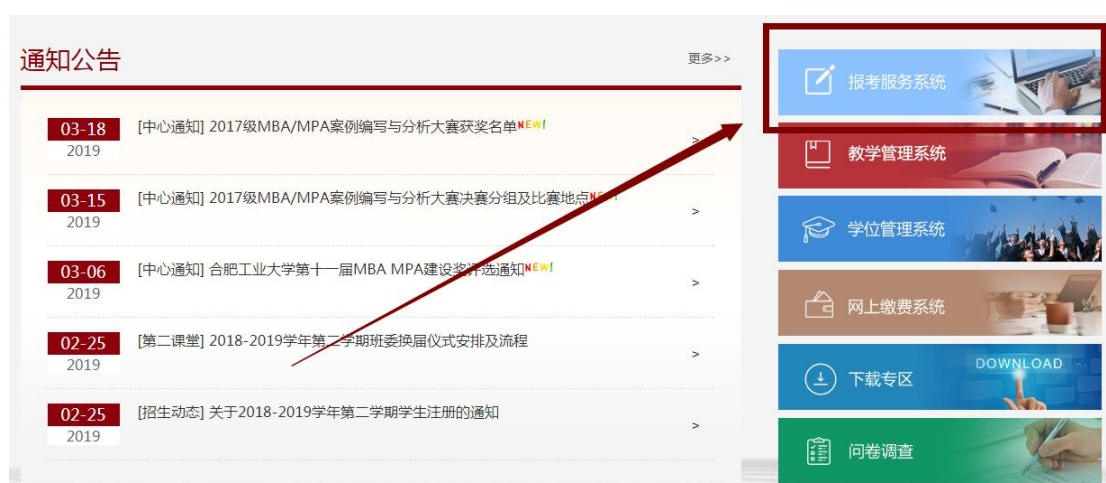 通知公告
更多>>
03-18
2019
[中心通知] 2017级MBA/MPA案例编写与分析大赛获奖名单NEW!
>
03-15
2019
[中心通知] 2017级MBA/MPA案例编写与分析大赛决赛分组及比赛地点NEW!
>
03-06
2019
[中心通知] 合肥工业大学第十一届MBA MPA建设奖评选通知NEW!
>
02-25
2019
[第二课堂] 2018-2019学年第二学期班委换届仪式安排及流程
>
02-25
2019
[招生动态] 关于2018-2019学年第二学期学生注册的通知
>
报考服务系统
教学管理系统
学位管理系统
网上缴费系统
下载专区
DOWNLOAD
问卷调查